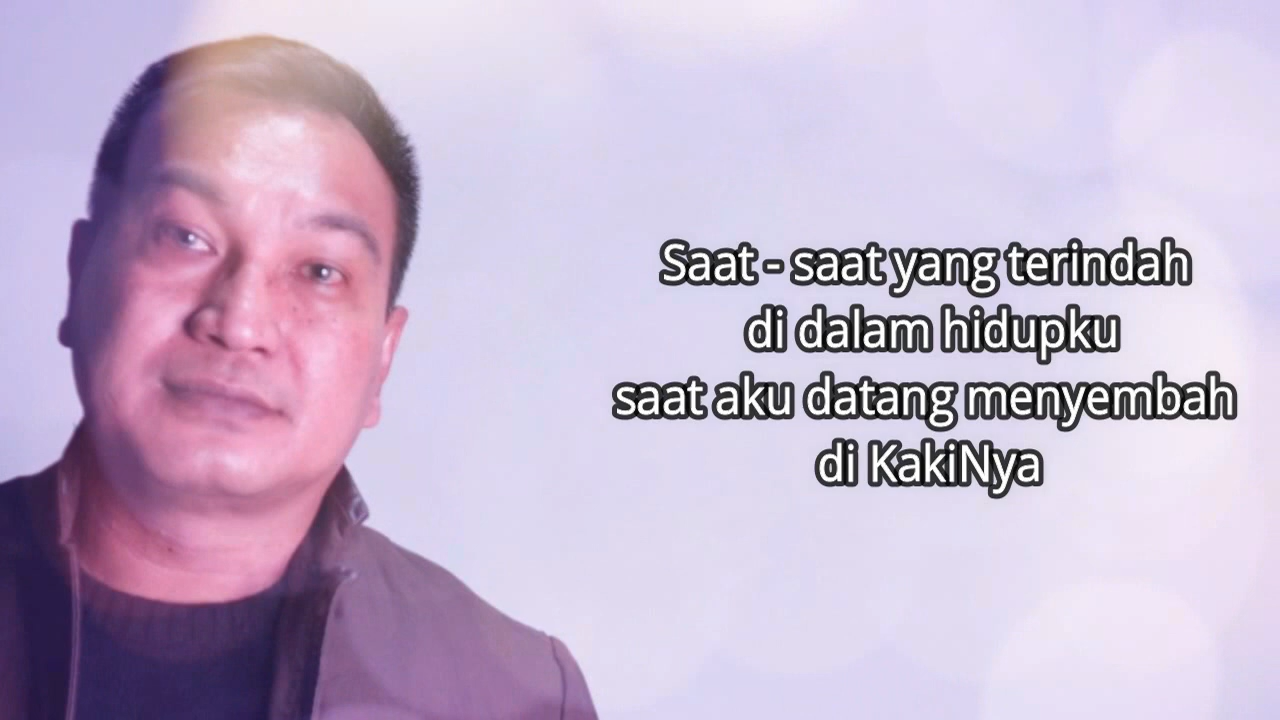 Saat - saat yang terindah
di dalam hidupku
saat aku datang menyembah
di KakiNya